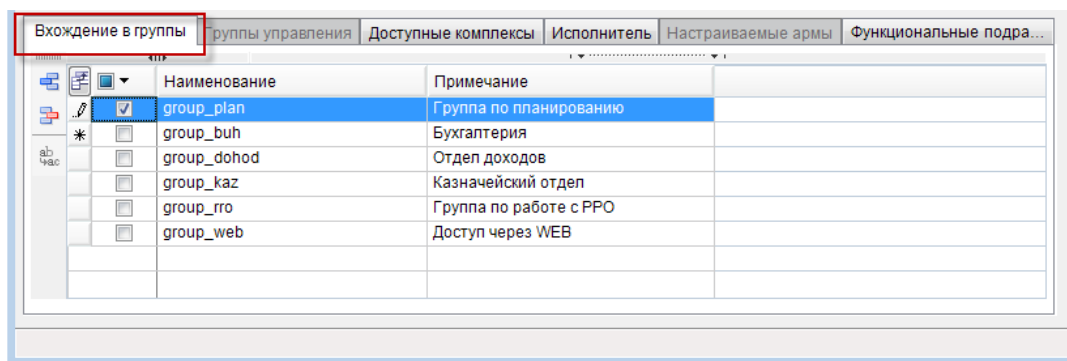 Вхождение в группы Группы управления Доступные комплексы Исполнитель Настраиваемые армы Функциональные подра...
Наименование Примечание
group_plan Группа по планированию
group_buh Бухгалтерия
group_dohod Отдел доходов
group_kaz Казначейский отдел
group_rro Группа по работе с РРО
group_web Доступ через WEB